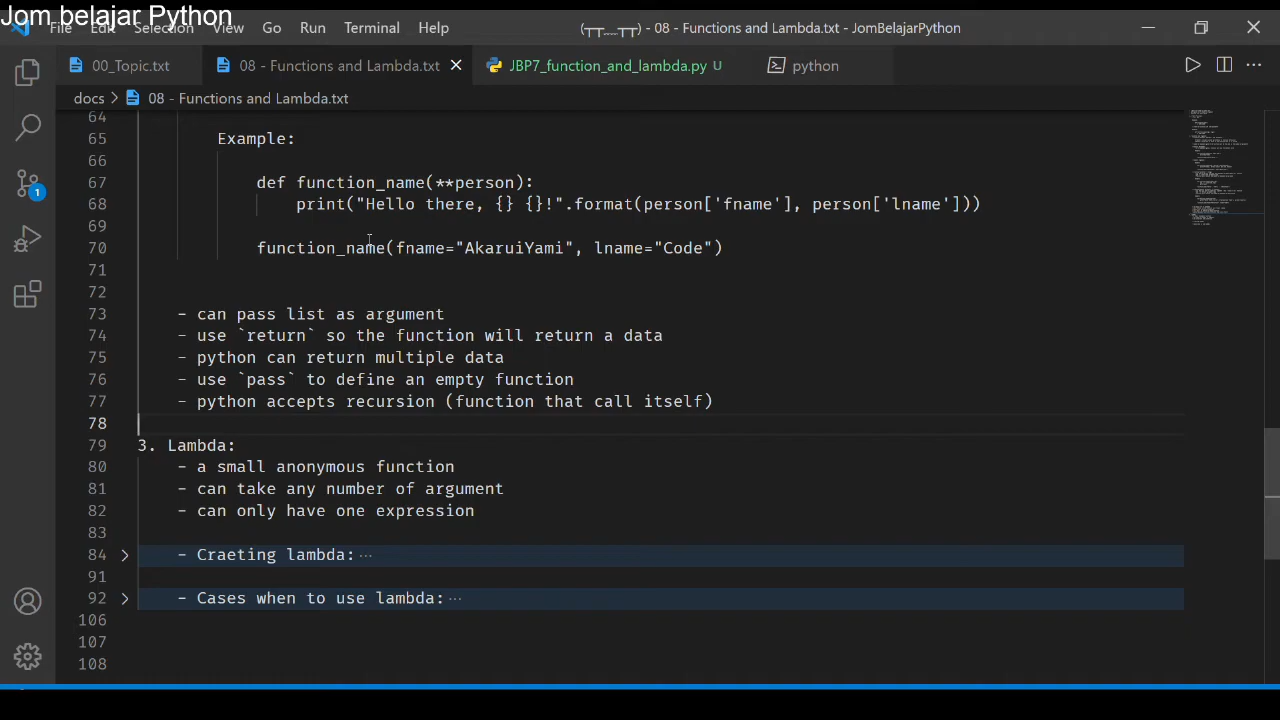 Jom belajar Python
File Edit Selection View Go Run Terminal Help
08 - Functions and Lambda.txt - JomBelajarPython
00_Topic.txt
08 - Functions and Lambda.txt
JBP7_function_and_lambda.py U
python
docs > 08 - Functions and Lambda.txt
64
65 Example:
66
67 def function_name(**person):
68 print("Hello there, {} {}!".format(person['fname'], person['lname']))
69
70 function_name(fname="AkaruiYami", lname="Code")
71
72
73 - can pass list as argument
74 - use `return` so the function will return a data
75 - python can return multiple data
76 - use `pass` to define an empty function
77 - python accepts recursion (function that call itself)
78
79 3. Lambda:
80 - a small anonymous function
81 - can take any number of argument
82 - can only have one expression
83
84 - Craeting lambda: ...
91
92 - Cases when to use lambda: ...
106
107
108
1